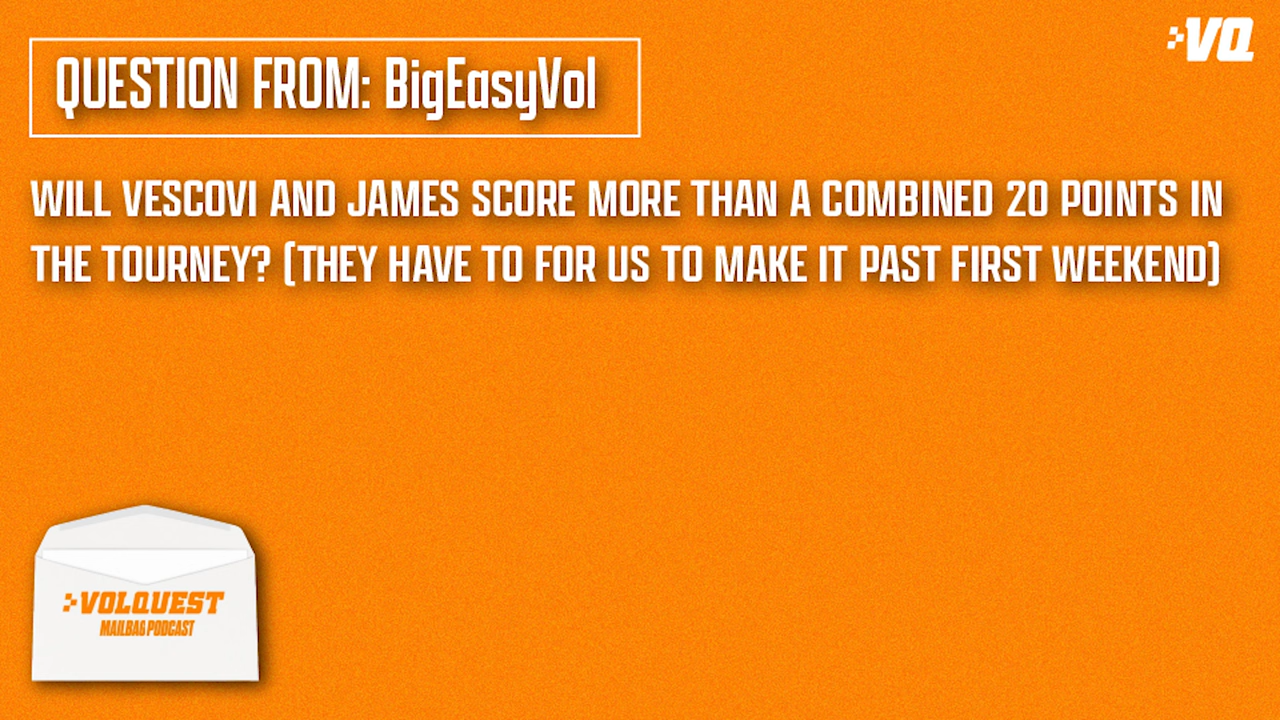 VQ
QUESTION FROM: BigEasyVol
WILL VESCOVI AND JAMES SCORE MORE THAN A COMBINED 20 POINTS IN
THE TOURNEY? (THEY HAVE TO FOR US TO MAKE IT PAST FIRST WEEKEND)
VOLQUEST
MAILBAG PODCAST